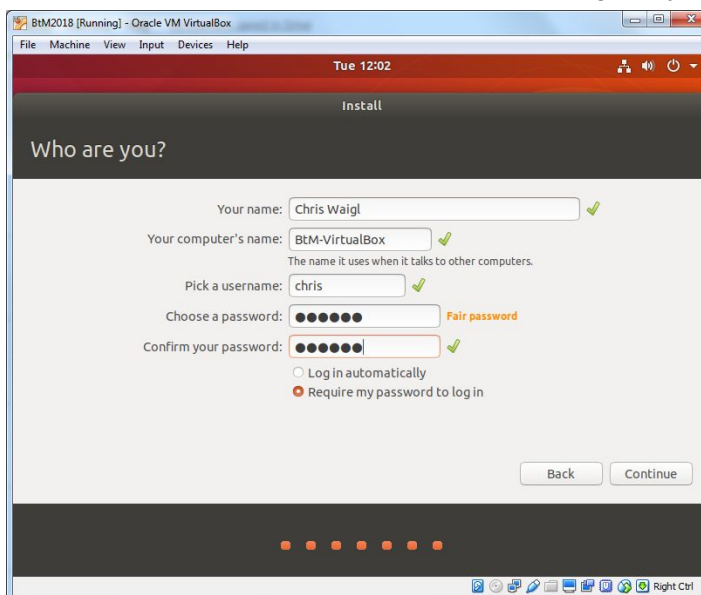 BtM2018 [Running] - Oracle VM VirtualBox
File Machine View Input Devices Help
Tue 12:02
Install
Who are you?
Your name: Chris Waigl
Your computer's name: BtM-VirtualBox
The name it uses when it talks to other computers.
Pick a username: chris
Choose a password: ●●●●●● Fair password
Confirm your password: ●●●●●●
Log in automatically
Require my password to log in
Back Continue
Right Ctrl